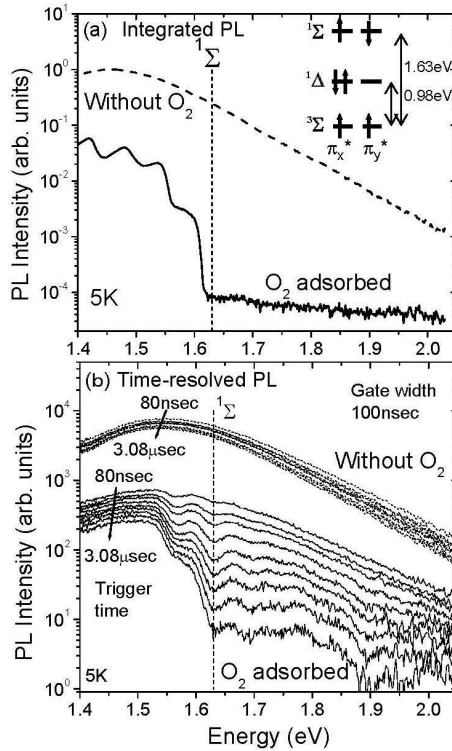 (a) Integrated PL
¹Σ
Without O₂
O₂ adsorbed
5K
¹Σ
¹Δ
³Σ
πₓ* π_y*
1.63eV
0.98eV
PL Intensity (arb. units)
10¹
10⁰
10⁻¹
10⁻²
10⁻⁴
1.4 1.5 1.6 1.7 1.8 1.9 2.0
(b) Time-resolved PL
¹Σ
Gate width
100nsec
80nsec
3.08μsec
Without O₂
80nsec
3.08μsec
Trigger
time
5K
O₂ adsorbed
PL Intensity (arb. units)
10⁴
10³
10²
10¹
10⁰
1.4 1.5 1.6 1.7 1.8 1.9 2.0
Energy (eV)